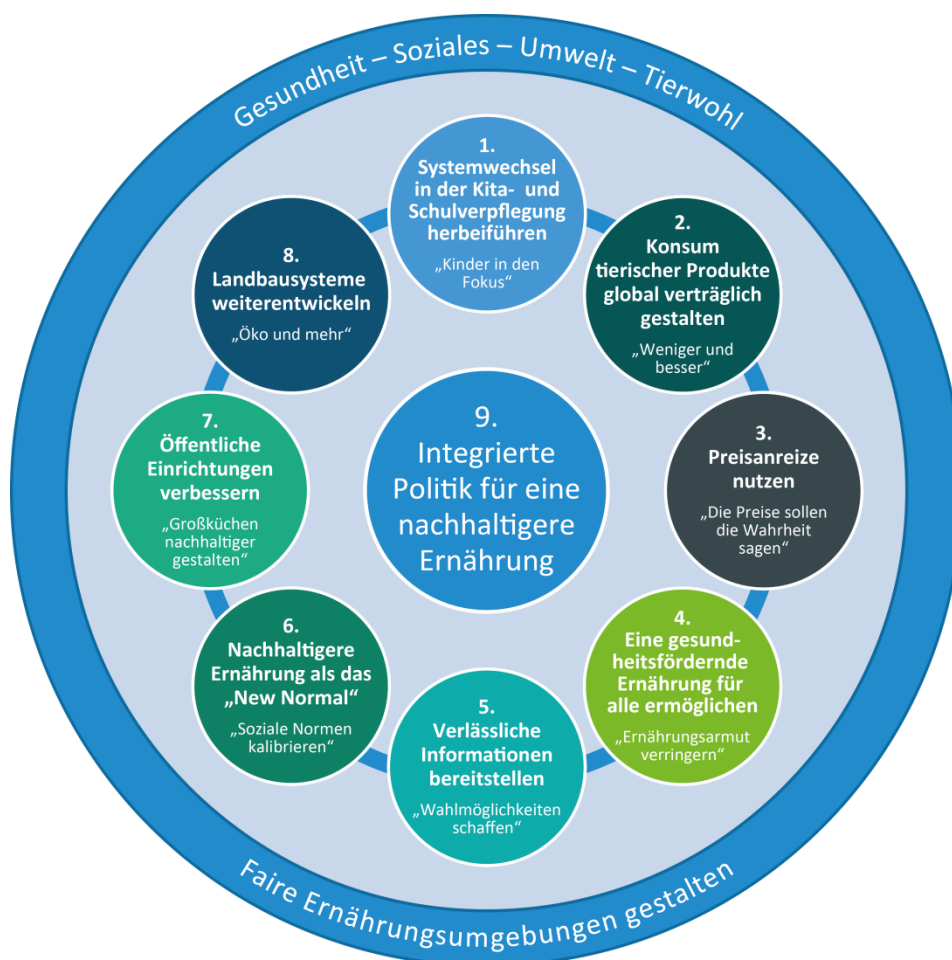 Gesundheit – Soziales – Umwelt – Tierwohl
1.
Systemwechsel
in der Kita- und
Schulverpflegung
herbeiführen
„Kinder in den
Fokus“
2.
Konsum
tierischer Produkte
global verträglich
gestalten
„Weniger und
besser“
3.
Preisanreize
nutzen
„Die Preise sollen
die Wahrheit
sagen“
4.
Eine gesund-
heitsfördernde
Ernährung für
alle ermöglichen
„Ernährungsarmut
verringern“
5.
Verlässliche
Informationen
bereitstellen
„Wahlmöglichkeiten
schaffen“
6.
Nachhaltigere
Ernährung als das
„New Normal“
„Soziale Normen
kalibrieren“
7.
Öffentliche
Einrichtungen
verbessern
„Großküchen
nachhaltiger
gestalten“
8.
Landbausysteme
weiterentwickeln
„Öko und mehr“
9.
Integrierte
Politik für eine
nachhaltigere
Ernährung
Faire Ernährungsumgebungen gestalten